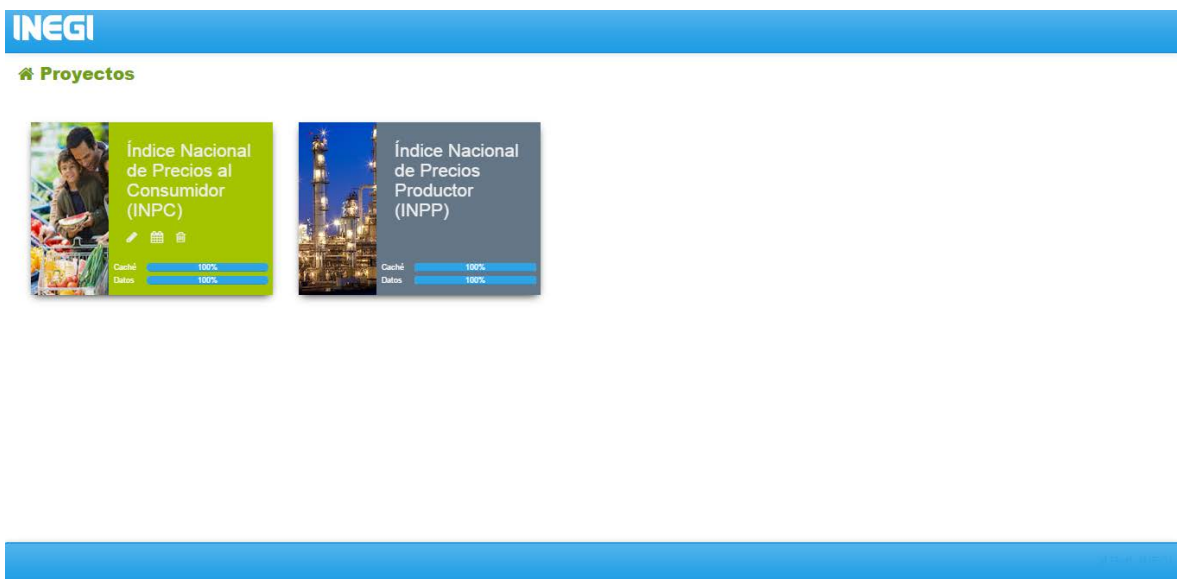 INEGI
Proyectos
Índice Nacional
de Precios al
Consumidor
(INPC)
Caché 100%
Datos 100%
Índice Nacional
de Precios
Productor
(INPP)
Caché 100%
Datos 100%